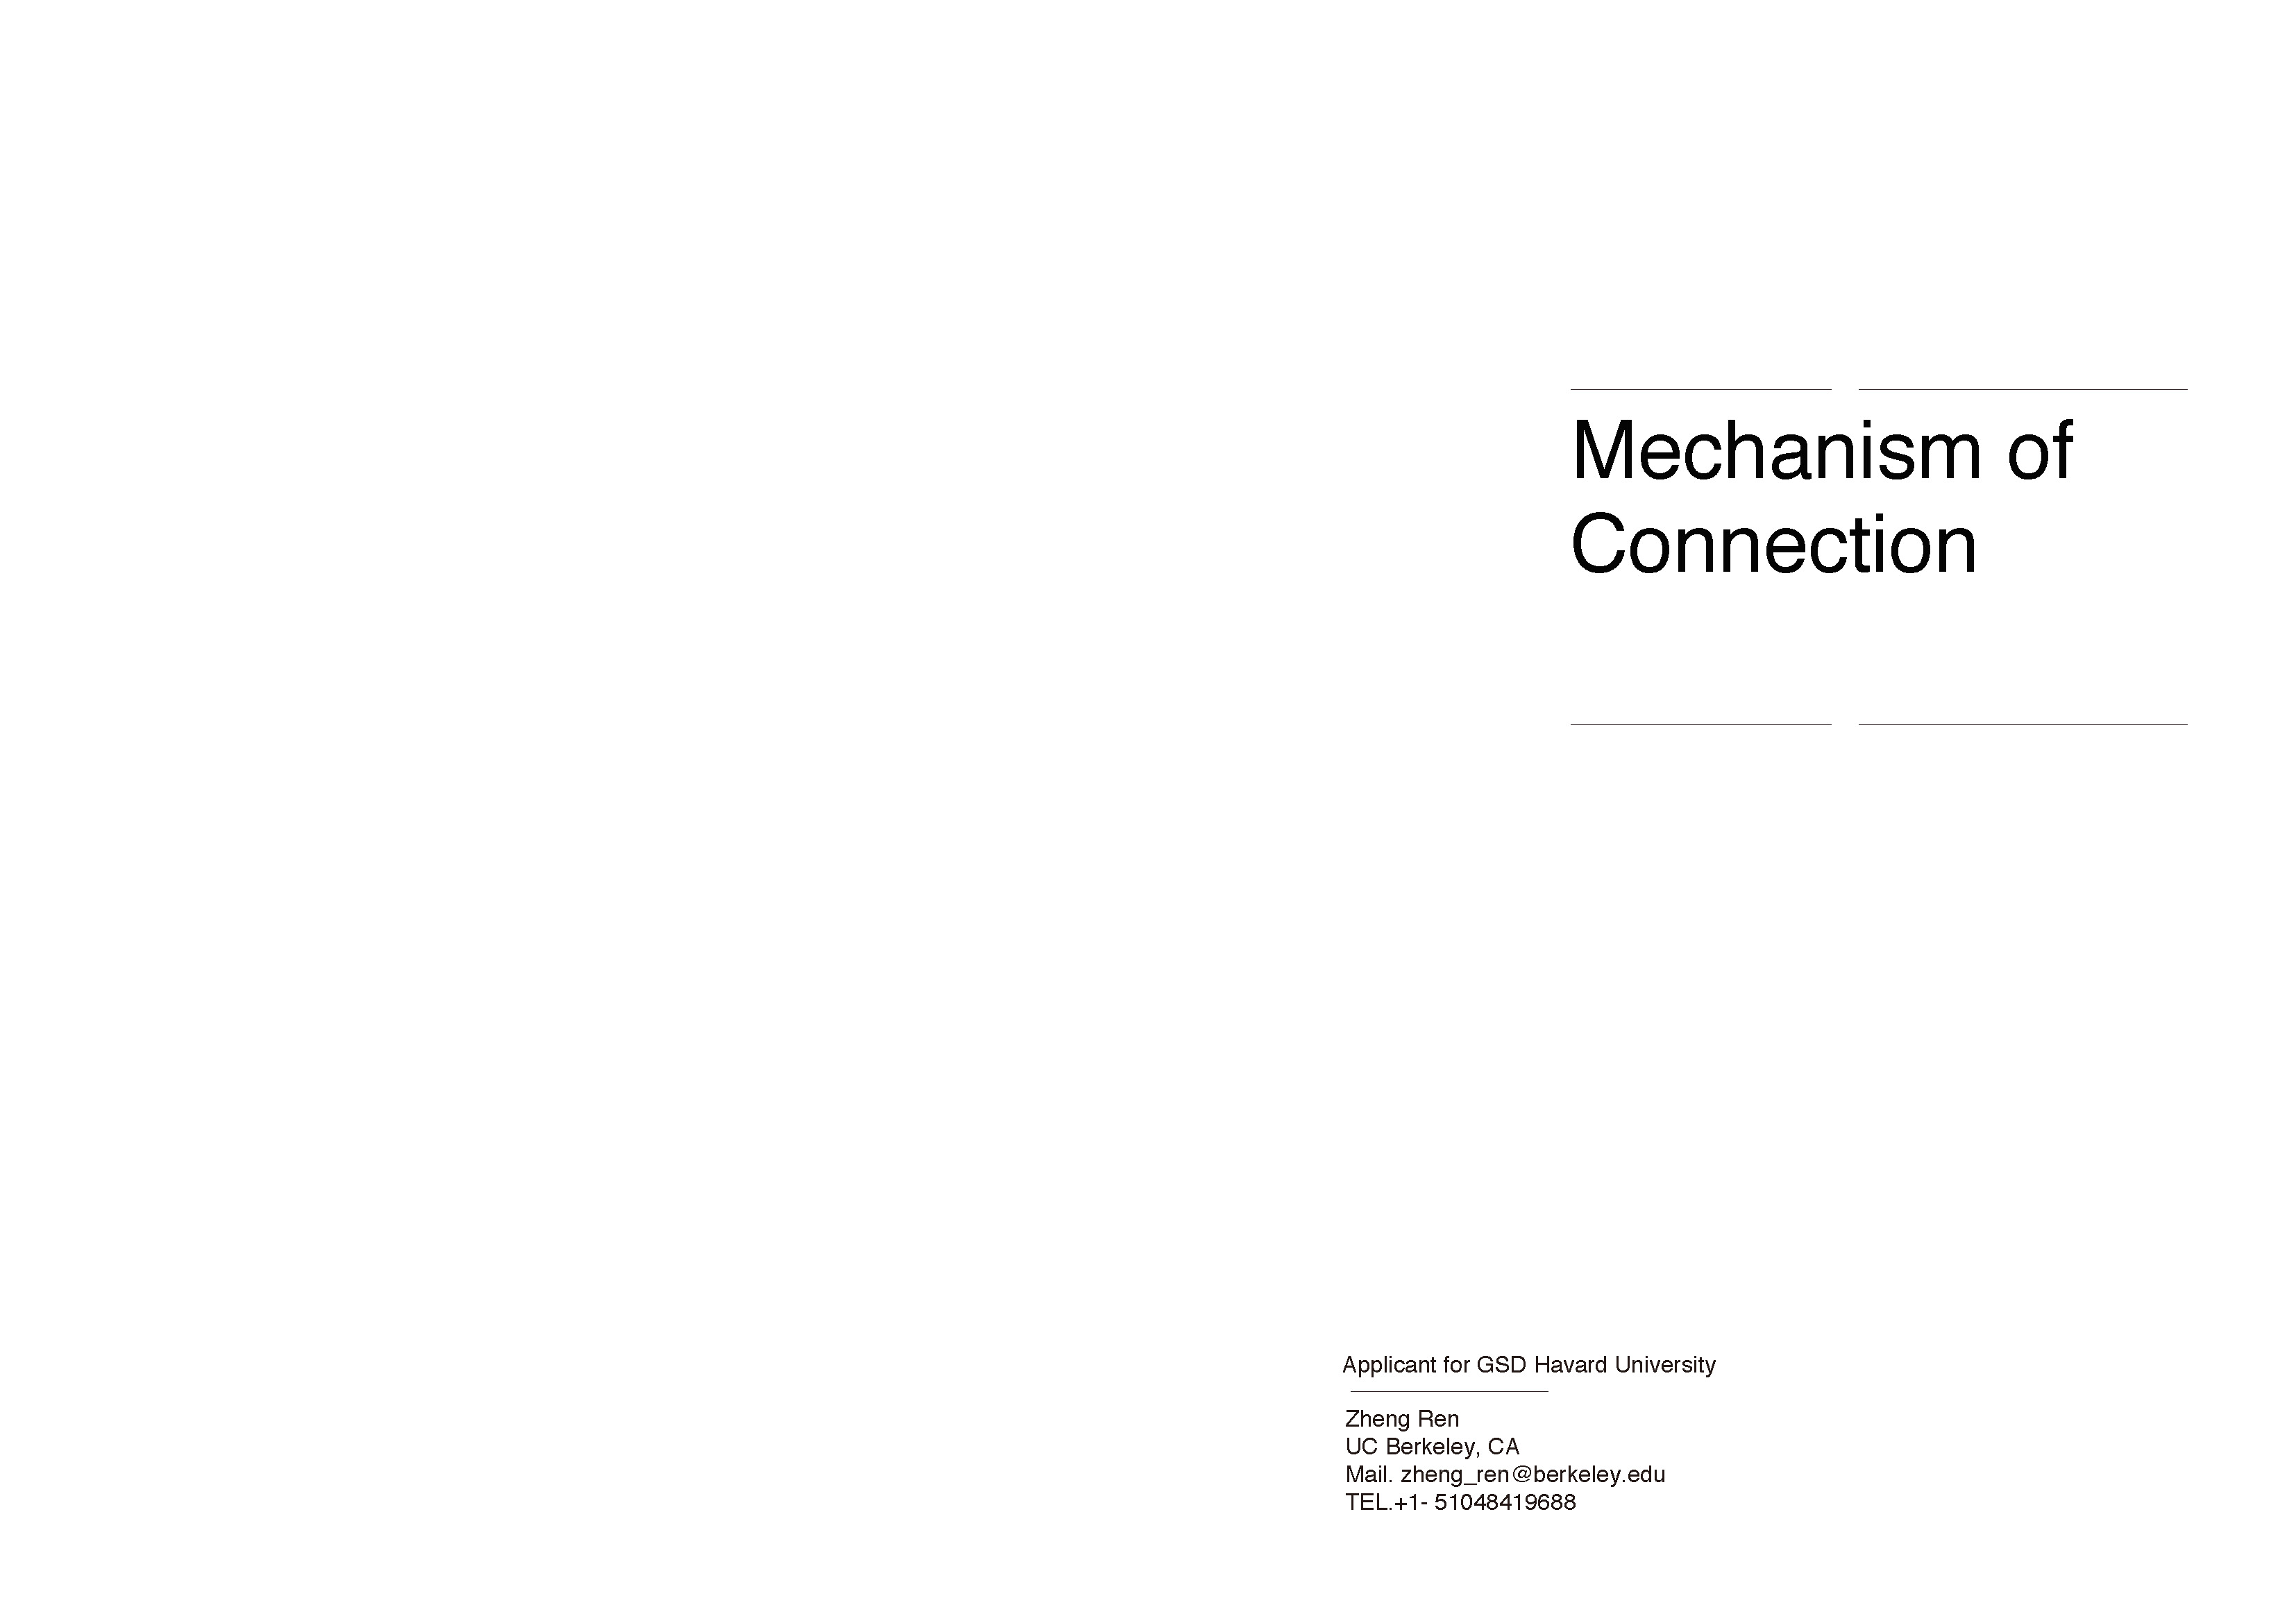 Mechanism of
Connection
Applicant for GSD Havard University
Zheng Ren
UC Berkeley, CA
Mail. zheng_ren@berkeley.edu
TEL.+1- 51048419688